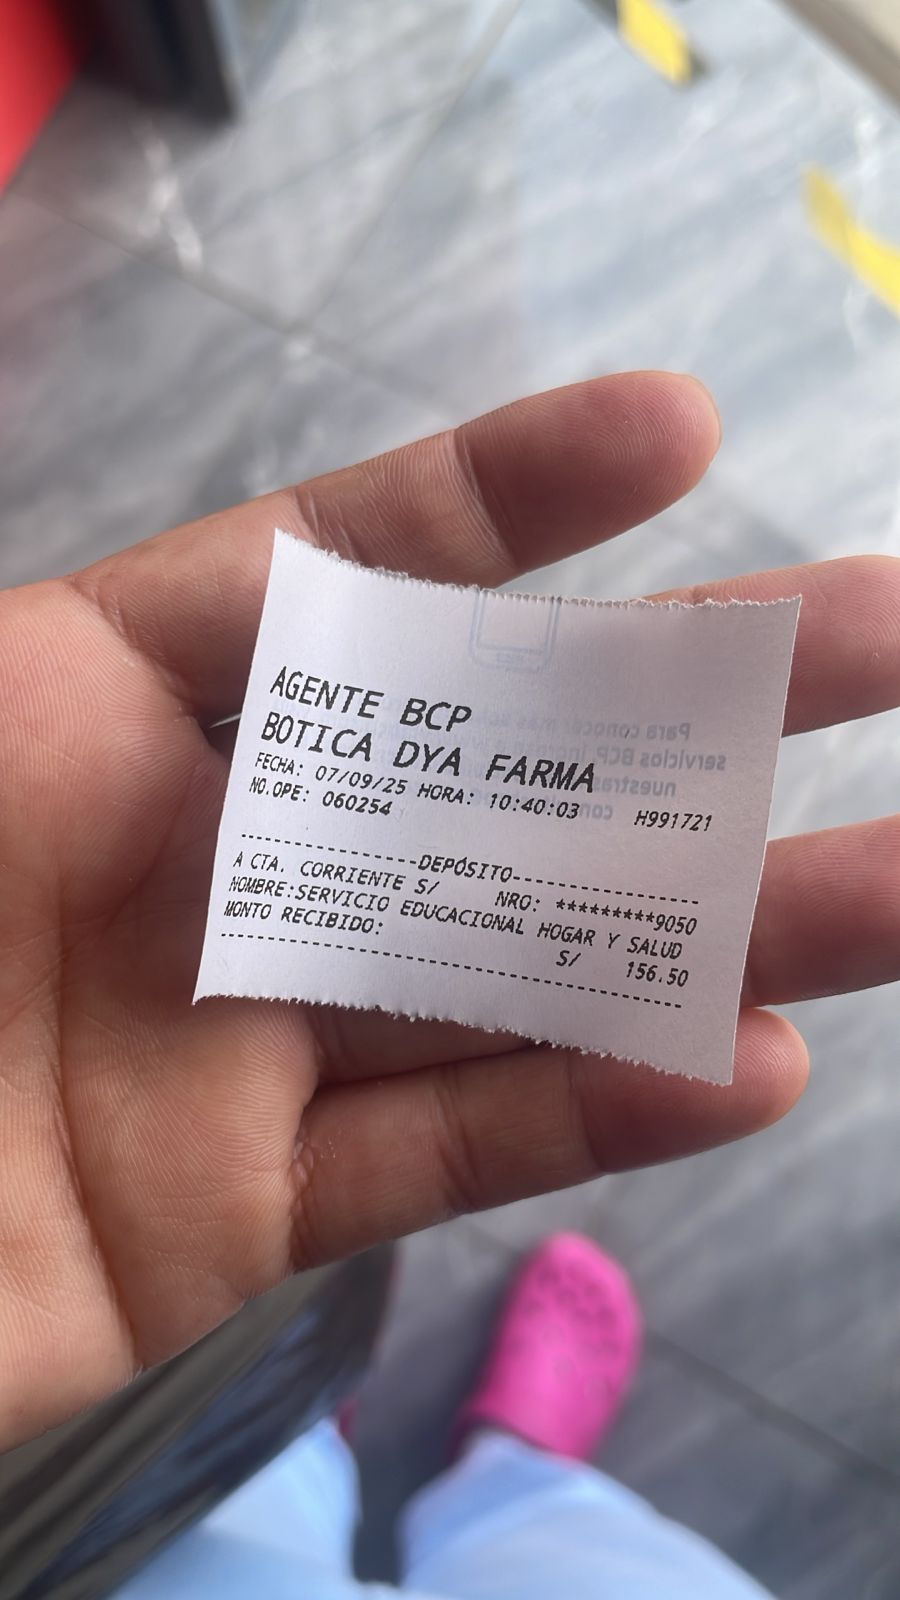 AGENTE BCP
BOTICA DYA FARMA
FECHA: 07/09/25 HORA: 10:40:03 H991721
NO.OPE: 060254
------------------DEPÓSITO------------------
A CTA. CORRIENTE S/ NRO: *********9050
NOMBRE:SERVICIO EDUCACIONAL HOGAR Y SALUD
MONTO RECIBIDO: S/ 156.50